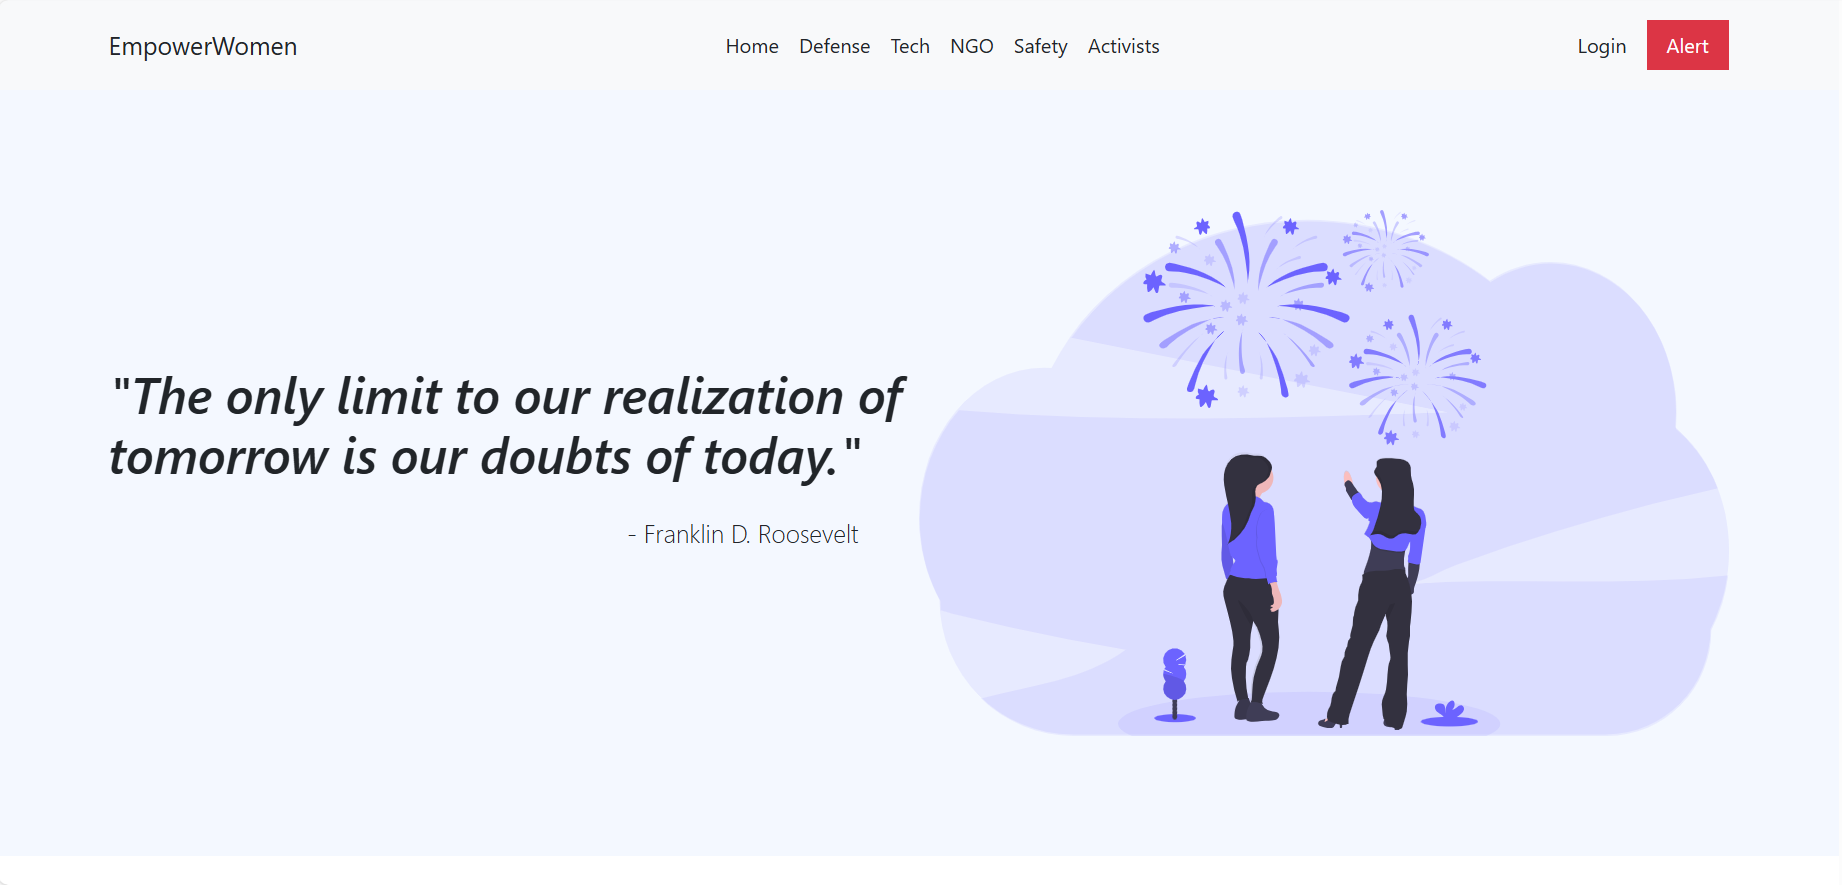 EmpowerWomen
Home Defense Tech NGO Safety Activists
Login Alert
"The only limit to our realization of
tomorrow is our doubts of today."
- Franklin D. Roosevelt